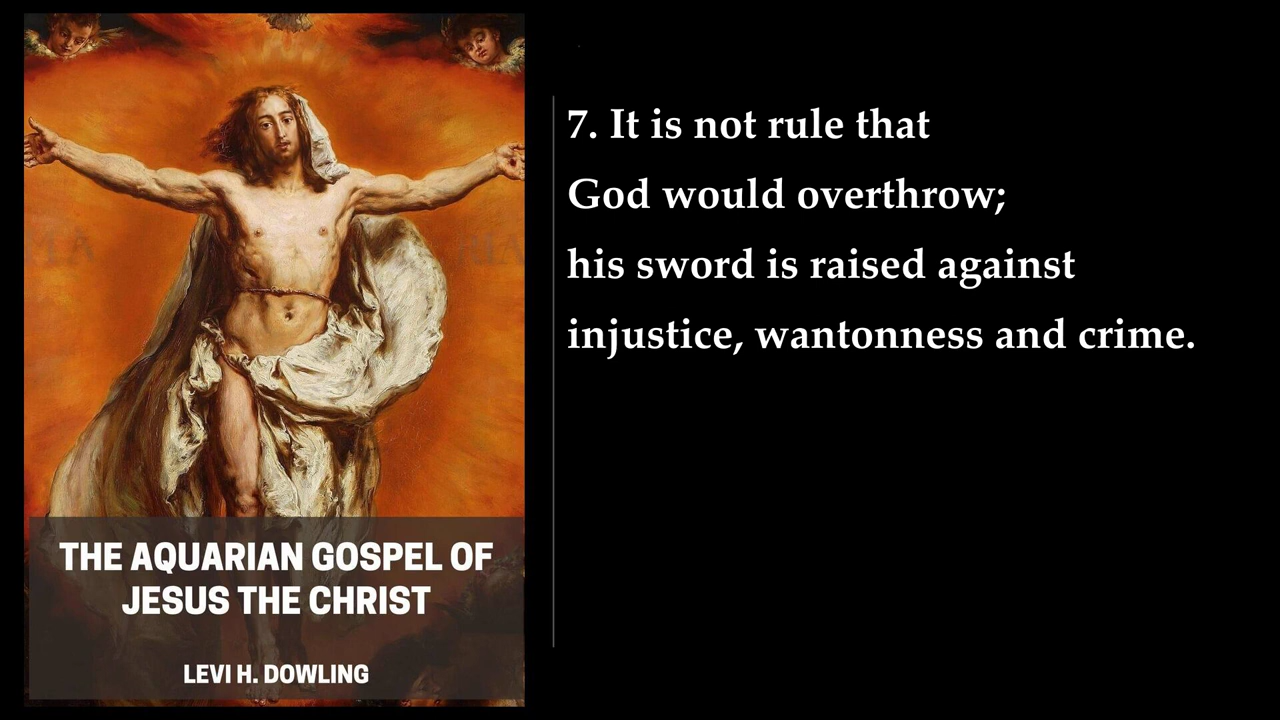 7. It is not rule that
God would overthrow;
his sword is raised against
injustice, wantonness and crime.
THE AQUARIAN GOSPEL OF
JESUS THE CHRIST
LEVI H. DOWLING